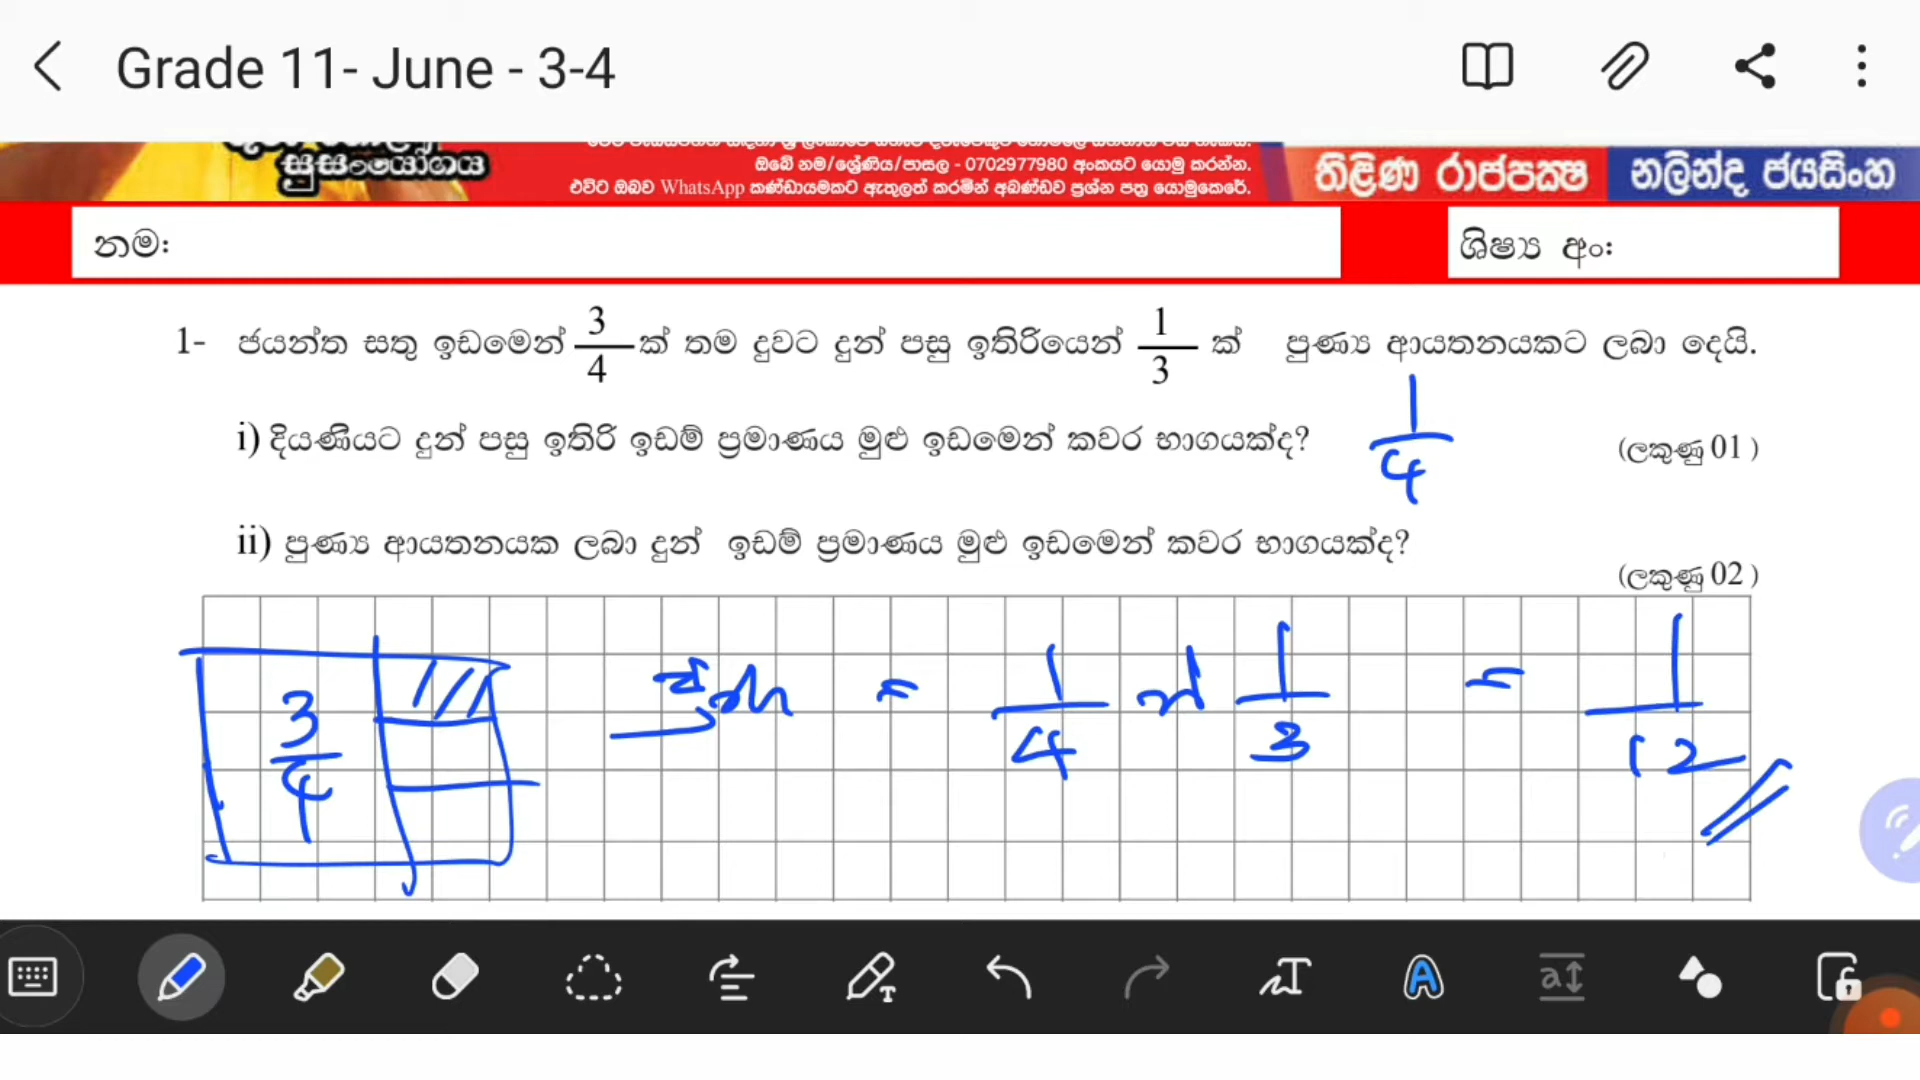 Grade 11- June - 3-4
සුසංයෝගය
ඔබේ නම/ශ්‍රේණිය/පාසල - 0702977980 අංකයට යොමු කරන්න.
එවිට ඔබව WhatsApp කණ්ඩායමකට ඇතුලත් කරමින් අඛණ්ඩව ප්‍රශ්න පත්‍ර යොමුකෙරේ.
තිළිණ රාජපක්ෂ නලින්ද ජයසිංහ
නම:
ශිෂ්‍ය අං:
1- ජයන්ත සතු ඉඩමෙන් 3/4 ක් තම දුවට දුන් පසු ඉතිරියෙන් 1/3 ක් පුණ්‍ය ආයතනයකට ලබා දෙයි.
i) දියණියට දුන් පසු ඉතිරි ඉඩම් ප්‍රමාණය මුළු ඉඩමෙන් කවර භාගයක්ද? 1/4 (ලකුණු 01)
ii) පුණ්‍ය ආයතනයක ලබා දුන් ඉඩම් ප්‍රමාණය මුළු ඉඩමෙන් කවර භාගයක්ද?
(ලකුණු 02)
3/4 = 1/4 න් 1/3 = 1/12